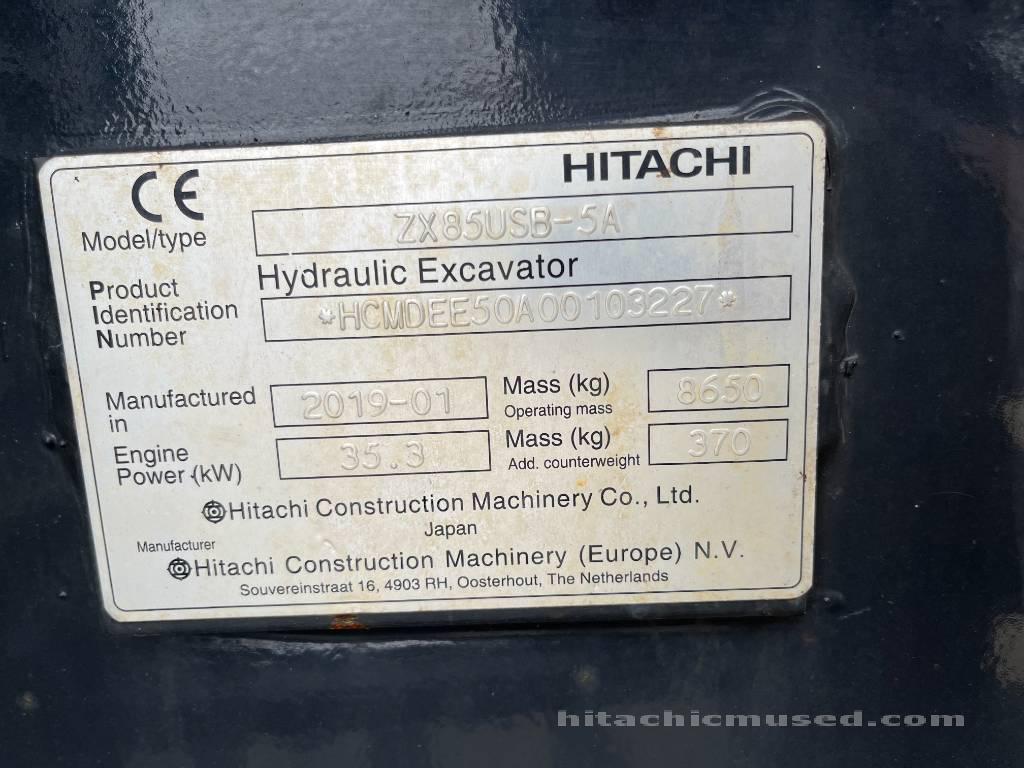 CE
HITACHI
Model/type ZX85USB-5A
Hydraulic Excavator
Product
Identification
Number
*HCMDEE50A00103227*
Manufactured
in
2019-01
Mass (kg)
Operating mass
8650
Engine
Power (kW)
35.3
Mass (kg)
Add. counterweight
370
Hitachi Construction Machinery Co., Ltd.
Japan
Manufacturer
Hitachi Construction Machinery (Europe) N.V.
Souvereinstraat 16, 4903 RH, Oosterhout, The Netherlands
hitachicmused.com